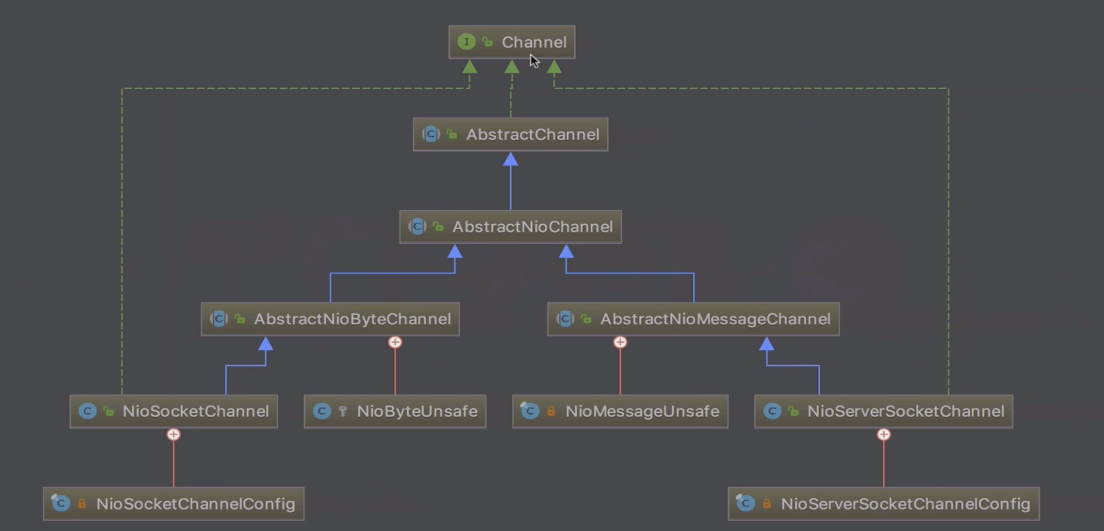 Channel
AbstractChannel
AbstractNioChannel
AbstractNioByteChannel
AbstractNioMessageChannel
NioSocketChannel
NioByteUnsafe
NioMessageUnsafe
NioServerSocketChannel
NioSocketChannelConfig
NioServerSocketChannelConfig